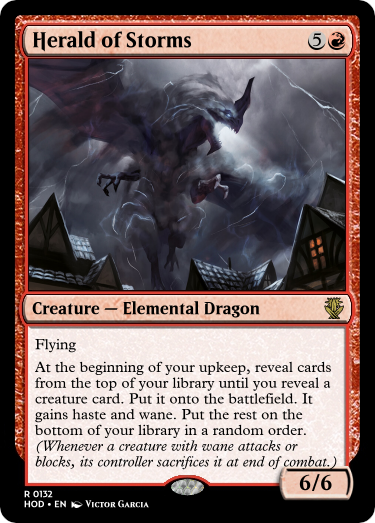 Herald of Storms
5
Creature — Elemental Dragon
Flying
At the beginning of your upkeep, reveal cards
from the top of your library until you reveal a
creature card. Put it onto the battlefield. It
gains haste and wane. Put the rest on the
bottom of your library in a random order.
(Whenever a creature with wane attacks or
blocks, its controller sacrifices it at end of combat.)
6/6
R 0132
HOD • EN Victor Garcia